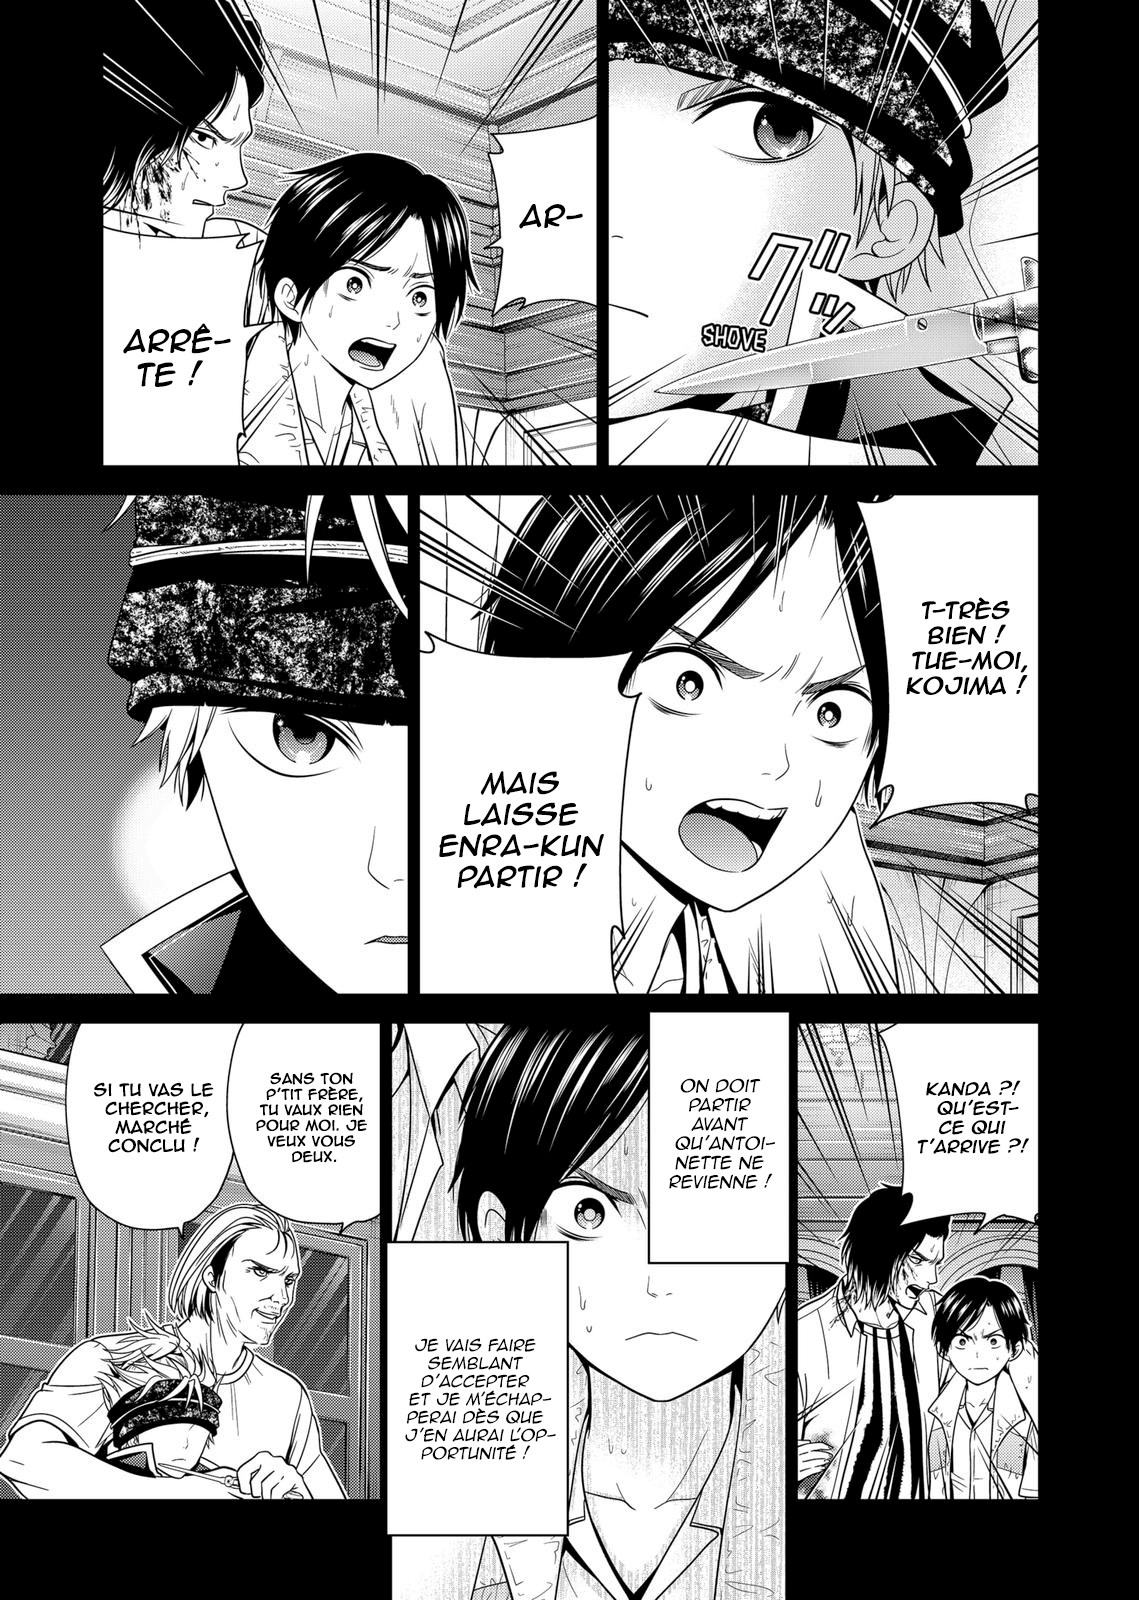 AR-
グッ
SHOVE
ARRÊ-
TE !
T-TRÈS
BIEN !
TUE-MOI,
KOJIMA !
MAIS
LAISSE
ENRA-KUN
PARTIR !
KANDA ?!
QU'EST-
CE QUI
T'ARRIVE ?!
ON DOIT
PARTIR
AVANT
QU'ANTOI-
NETTE NE
REVIENNE !
JE VAIS FAIRE
SEMBLANT
D'ACCEPTER
ET JE M'ÉCHAP-
PERAI DÈS QUE
J'EN AURAI L'OP-
PORTUNITÉ !
SANS TON
P'TIT FRÈRE,
TU VAUX RIEN
POUR MOI. JE
VEUX VOUS
DEUX.
SI TU VAS LE
CHERCHER,
MARCHÉ
CONCLU !